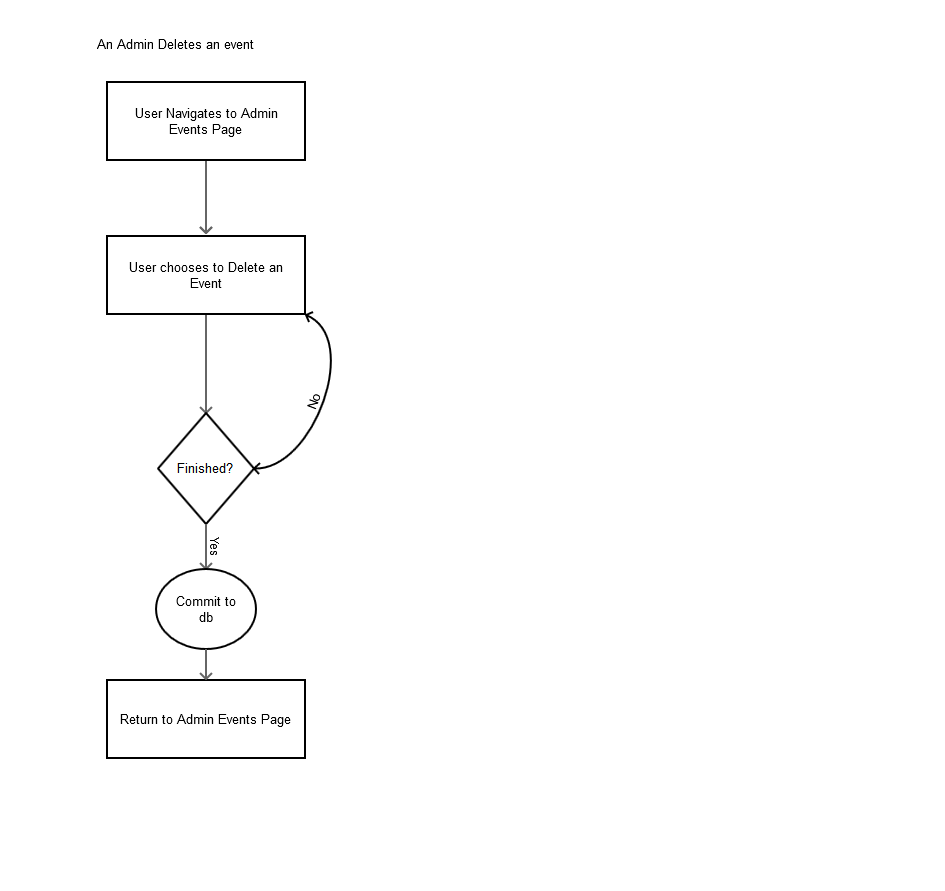 An Admin Deletes an event
User Navigates to Admin
Events Page
User chooses to Delete an
Event
No
Finished?
Yes
Commit to
db
Return to Admin Events Page